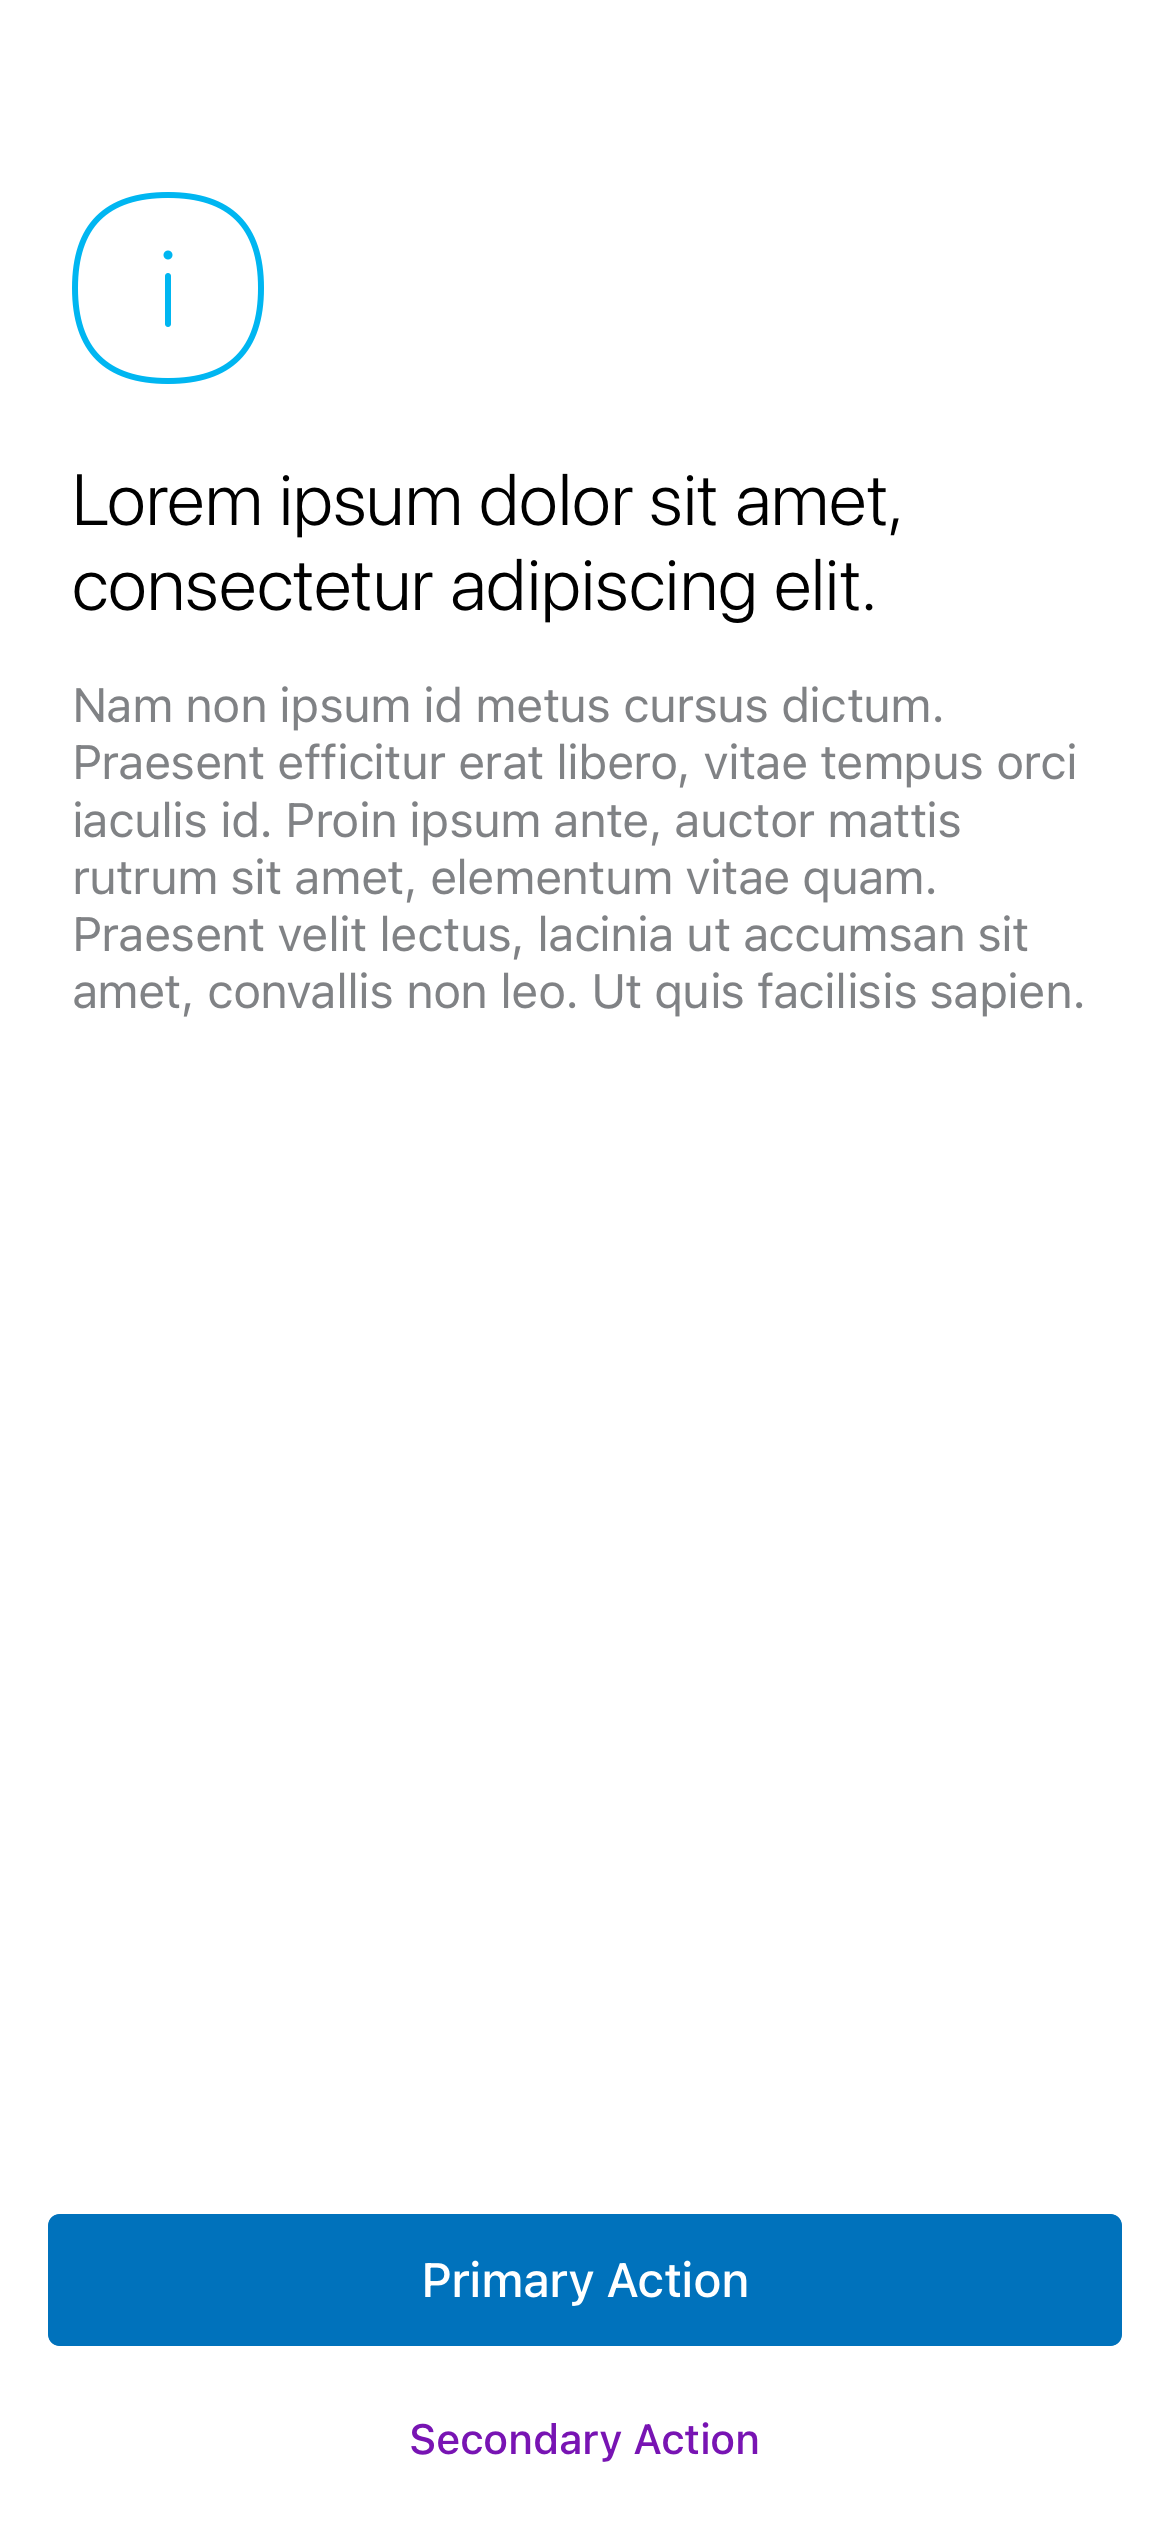 Lorem ipsum dolor sit amet,
consectetur adipiscing elit.
Nam non ipsum id metus cursus dictum.
Praesent efficitur erat libero, vitae tempus orci
iaculis id. Proin ipsum ante, auctor mattis
rutrum sit amet, elementum vitae quam.
Praesent velit lectus, lacinia ut accumsan sit
amet, convallis non leo. Ut quis facilisis sapien.
Primary Action
Secondary Action